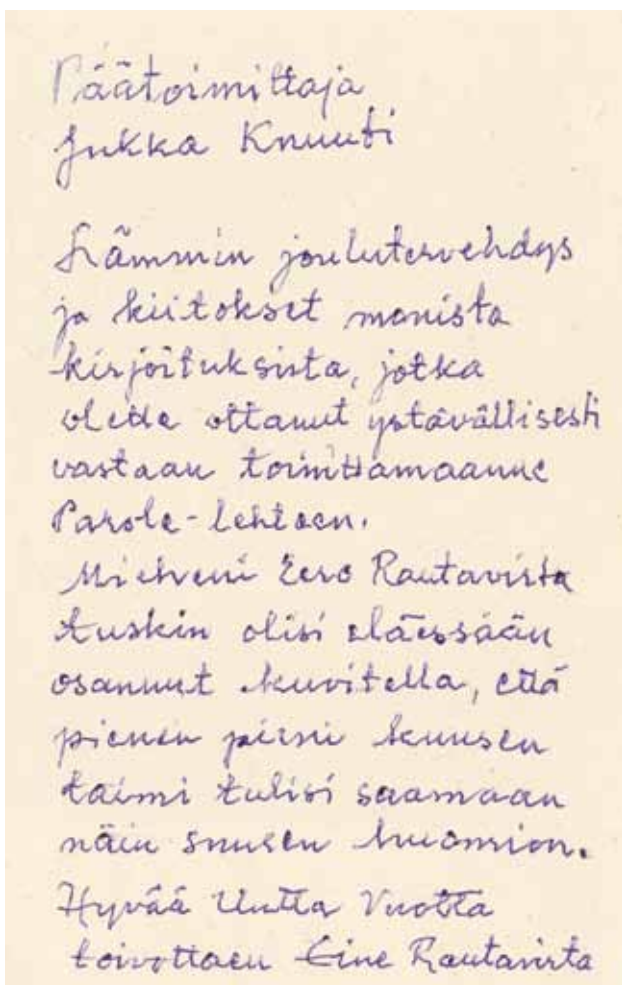 Päätoimittaja
Jukka Knuuti
Lämmin joulutervehdys
ja kiitokset monista
kirjoituksista, jotka
olette ottanut ystävällisesti
vastaan toimittamaanne
Parole-lehteen.
Mieheni Eero Rautavirta
tuskin olisi eläessään
osannut kuvitella, että
pienen pieni kuusen
taimi tulisi saamaan
näin suuren huomion.
Hyvää Uutta Vuotta
toivottaen Eine Rautavirta